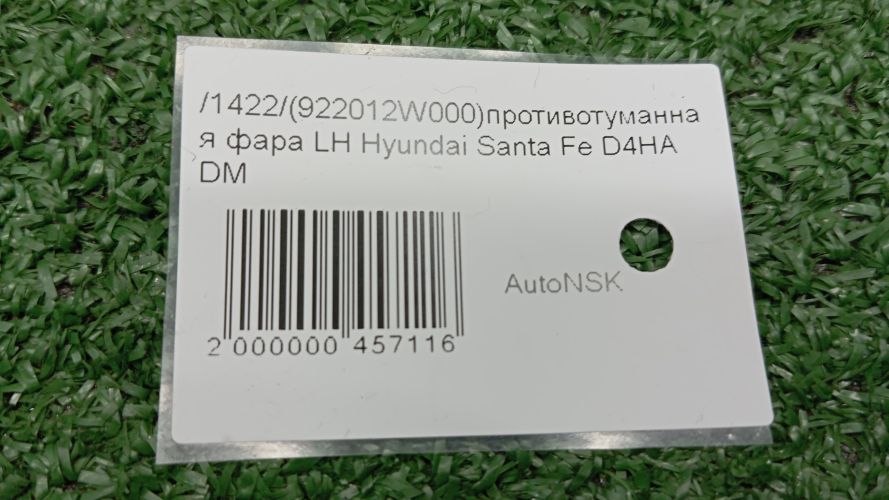 /1422/(922012W000)противотуманна
я фара LH Hyundai Santa Fe D4HA
DM
AutoNSK
2 000000 457116